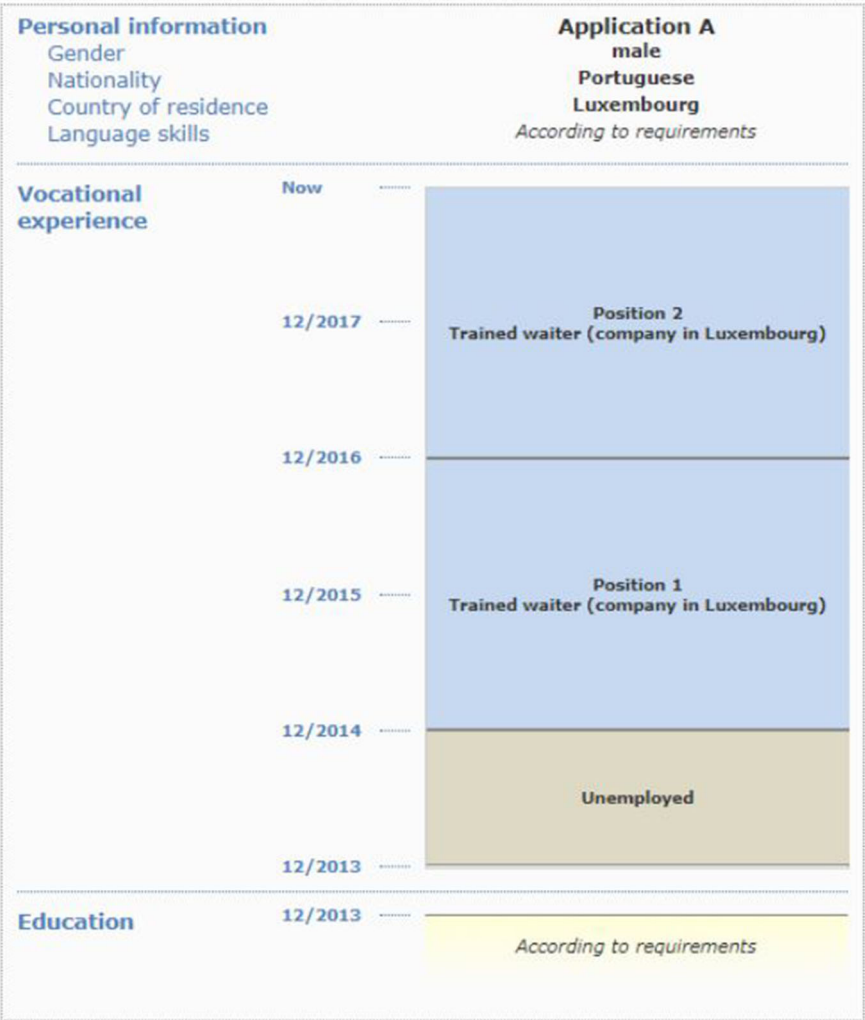 Personal information
Application A
Gender
male
Nationality
Portuguese
Country of residence
Luxembourg
Language skills
According to requirements
Vocational
experience
Now
12/2017
Position 2
Trained waiter (company in Luxembourg)
12/2016
12/2015
Position 1
Trained waiter (company in Luxembourg)
12/2014
Unemployed
12/2013
Education
12/2013
According to requirements